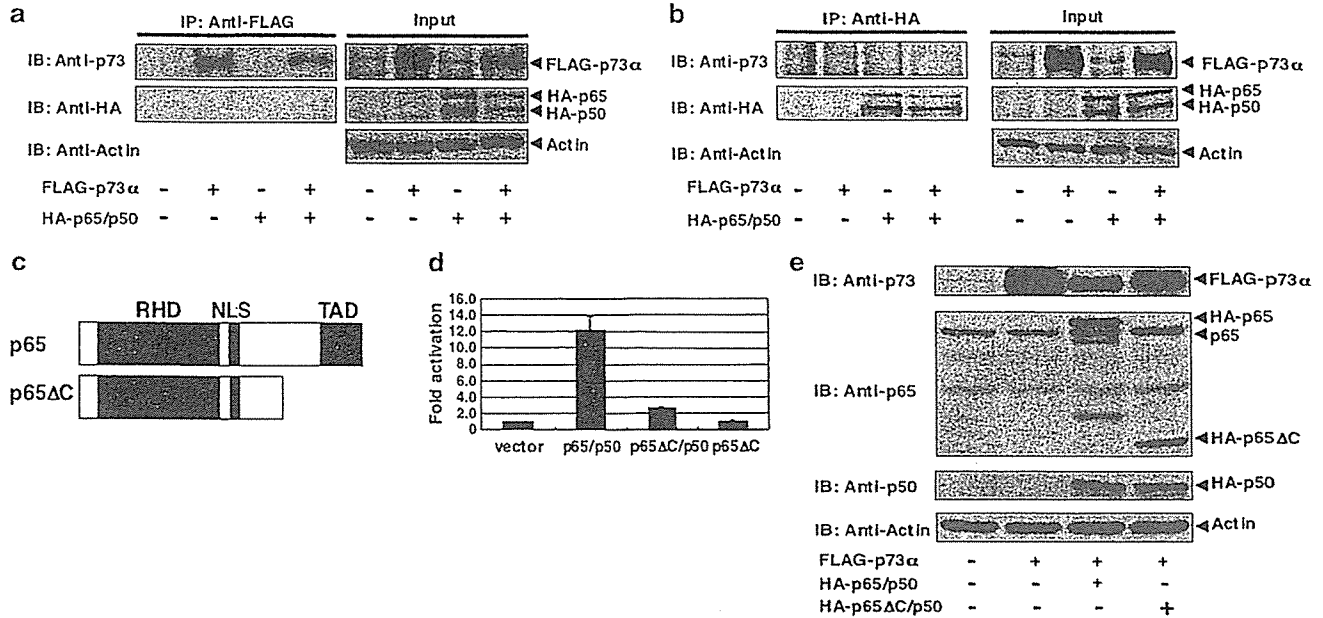 a
IP: Anti-FLAG
Input
IB: Anti-p73
FLAG-p73α
IB: Anti-HA
HA-p65
HA-p50
IB: Anti-Actin
Actin
FLAG-p73α - + - + - + - +
HA-p65/p50 - - + + - - + +
b
IP: Anti-HA
Input
IB: Anti-p73
FLAG-p73α
IB: Anti-HA
HA-p65
HA-p50
IB: Anti-Actin
Actin
FLAG-p73α - + - + - + - +
HA-p65/p50 - - + + - - + +
c
RHD NLS TAD
p65
p65ΔC
d
Fold activation
16.0
14.0
12.0
10.0
8.0
6.0
4.0
2.0
0
vector p65/p50 p65ΔC/p50 p65ΔC
e
IB: Anti-p73
FLAG-p73α
HA-p65
p65
IB: Anti-p65
HA-p65ΔC
IB: Anti-p50
HA-p50
IB: Anti-Actin
Actin
FLAG-p73α - + + +
HA-p65/p50 - - + -
HA-p65ΔC/p50 - - - +